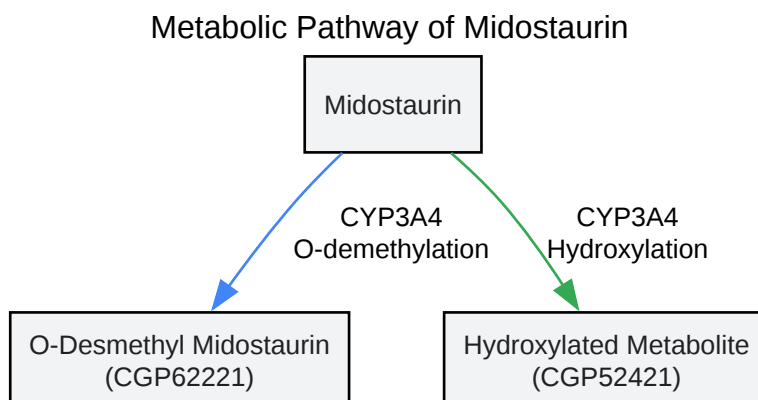 Metabolic Pathway of Midostaurin
Midostaurin
CYP3A4
O-demethylation
CYP3A4
Hydroxylation
O-Desmethyl Midostaurin
(CGP62221)
Hydroxylated Metabolite
(CGP52421)